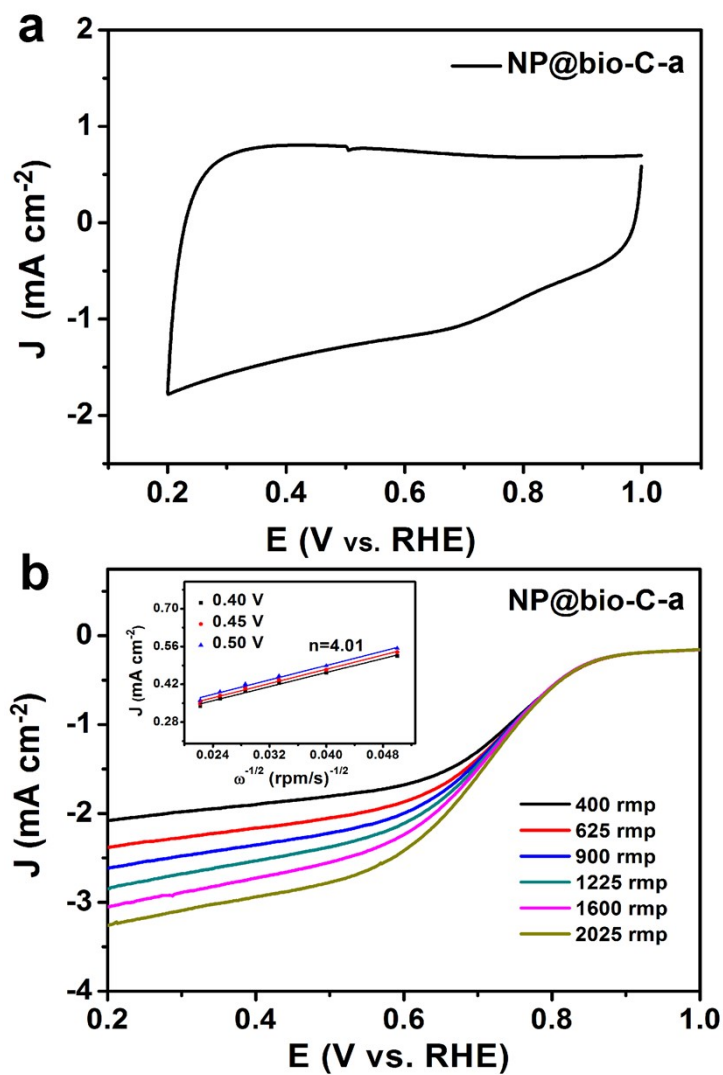 a
NP@bio-C-a
2
1
0
-1
-2
J (mA cm-2)
0.2 0.4 0.6 0.8 1.0
E (V vs. RHE)
b
NP@bio-C-a
0.40 V
0.45 V
0.50 V
n=4.01
0.70
0.56
0.42
0.28
J (mA cm-2)
0.024 0.032 0.040 0.048
ω-1/2 (rpm/s)-1/2
400 rmp
625 rmp
900 rmp
1225 rmp
1600 rmp
2025 rmp
0
-1
-2
-3
-4
J (mA cm-2)
0.2 0.4 0.6 0.8 1.0
E (V vs. RHE)